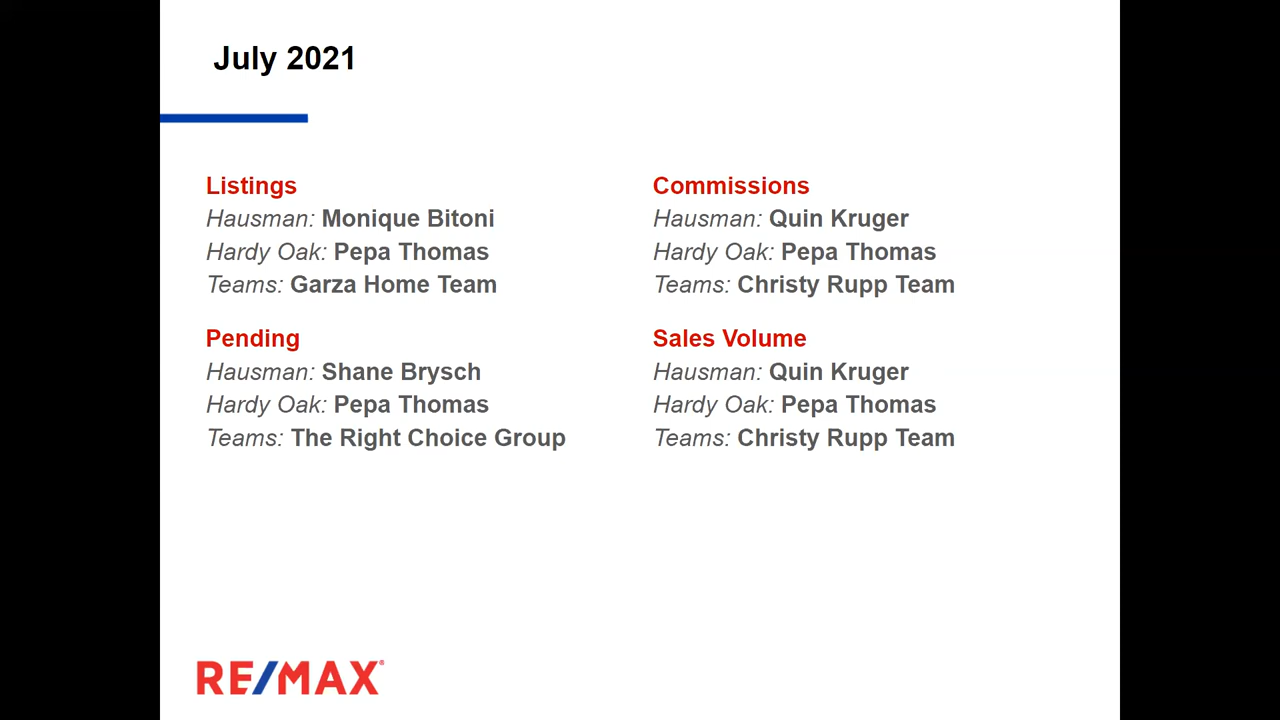 July 2021
Listings
Hausman: Monique Bitoni
Hardy Oak: Pepa Thomas
Teams: Garza Home Team
Pending
Hausman: Shane Brysch
Hardy Oak: Pepa Thomas
Teams: The Right Choice Group
Commissions
Hausman: Quin Kruger
Hardy Oak: Pepa Thomas
Teams: Christy Rupp Team
Sales Volume
Hausman: Quin Kruger
Hardy Oak: Pepa Thomas
Teams: Christy Rupp Team
RE/MAX®